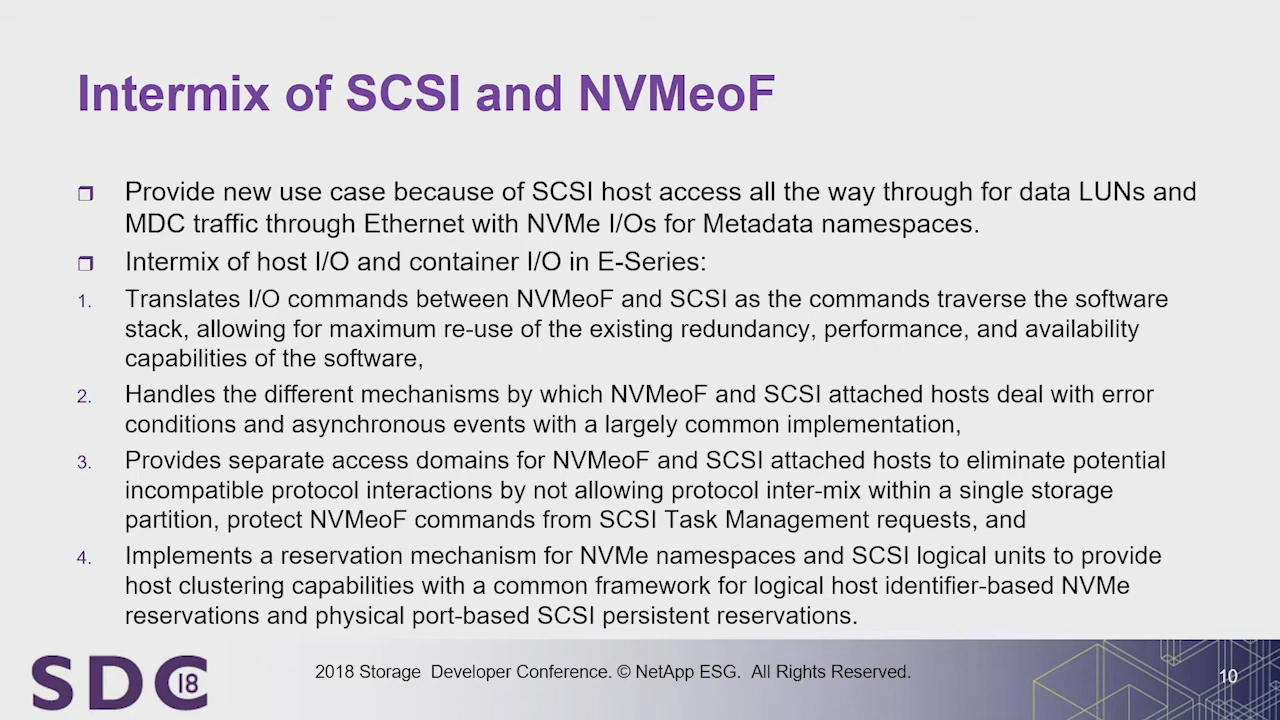 Intermix of SCSI and NVMeoF
Provide new use case because of SCSI host access all the way through for data LUNs and
MDC traffic through Ethernet with NVMe I/Os for Metadata namespaces.
Intermix of host I/O and container I/O in E-Series:
1. Translates I/O commands between NVMeoF and SCSI as the commands traverse the software
stack, allowing for maximum re-use of the existing redundancy, performance, and availability
capabilities of the software,
2. Handles the different mechanisms by which NVMeoF and SCSI attached hosts deal with error
conditions and asynchronous events with a largely common implementation,
3. Provides separate access domains for NVMeoF and SCSI attached hosts to eliminate potential
incompatible protocol interactions by not allowing protocol inter-mix within a single storage
partition, protect NVMeoF commands from SCSI Task Management requests, and
4. Implements a reservation mechanism for NVMe namespaces and SCSI logical units to provide
host clustering capabilities with a common framework for logical host identifier-based NVMe
reservations and physical port-based SCSI persistent reservations.
SDC 18
2018 Storage Developer Conference. © NetApp ESG. All Rights Reserved.
10